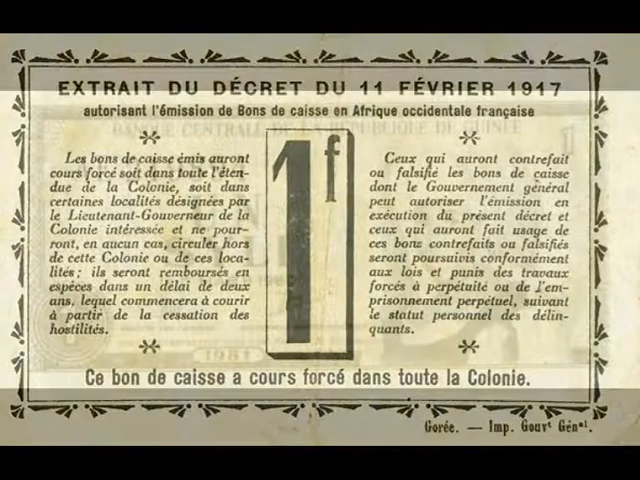 EXTRAIT DU DÉCRET DU 11 FÉVRIER 1917
autorisant l'émission de Bons de caisse en Afrique occidentale française
BANQUE CENTRALE DE LA REPUBLIQUE DE GUINEE
Les bons de caisse émis auront
cours forcé soit dans toute l'éten-
due de la Colonie, soit dans
certaines localités désignées par
le Lieutenant-Gouverneur de la
Colonie intéressée et ne pour-
ront, en aucun cas, circuler hors
de cette Colonie ou de ces loca-
lités ; ils seront remboursés en
espèces dans un délai de deux
ans, lequel commencera à courir
à partir de la cessation des
hostilités.
1f
Ceux qui auront contrefait
ou falsifié les bons de caisse
dont le Gouvernement général
peut autoriser l'émission en
exécution du présent décret et
ceux qui auront fait usage de
ces bons contrefaits ou falsifiés
seront poursuivis conformément
aux lois et punis des travaux
forcés à perpétuité ou de l'em-
prisonnement perpétuel, suivant
le statut personnel des délin-
quants.
1981
Ce bon de caisse a cours forcé dans toute la Colonie.
Gorée. — Imp. Gouvt Génal.